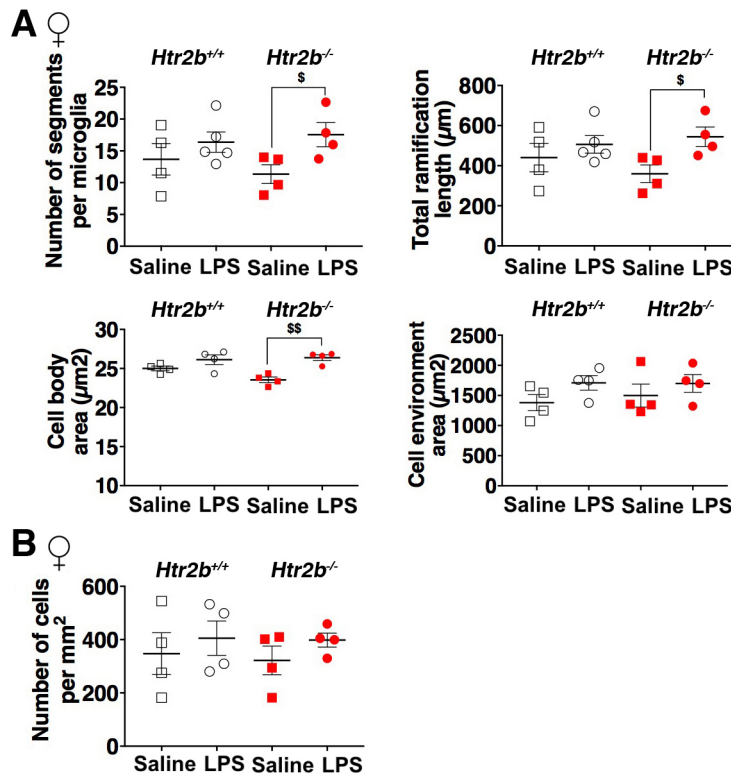 A ♀
Htr2b+/+ Htr2b-/-
Number of segments
per microglia
25
20
15
10
5
0
$
Saline LPS Saline LPS
Htr2b+/+ Htr2b-/-
Total ramification
length (µm)
800
600
400
200
0
$
Saline LPS Saline LPS
Htr2b+/+ Htr2b-/-
Cell body
area (µm2)
30
25
20
15
10
$$
Saline LPS Saline LPS
Htr2b+/+ Htr2b-/-
Cell environment
area (µm2)
2500
2000
1500
1000
500
0
Saline LPS Saline LPS
B ♀
Htr2b+/+ Htr2b-/-
Number of cells
per mm2
600
400
200
0
Saline LPS Saline LPS